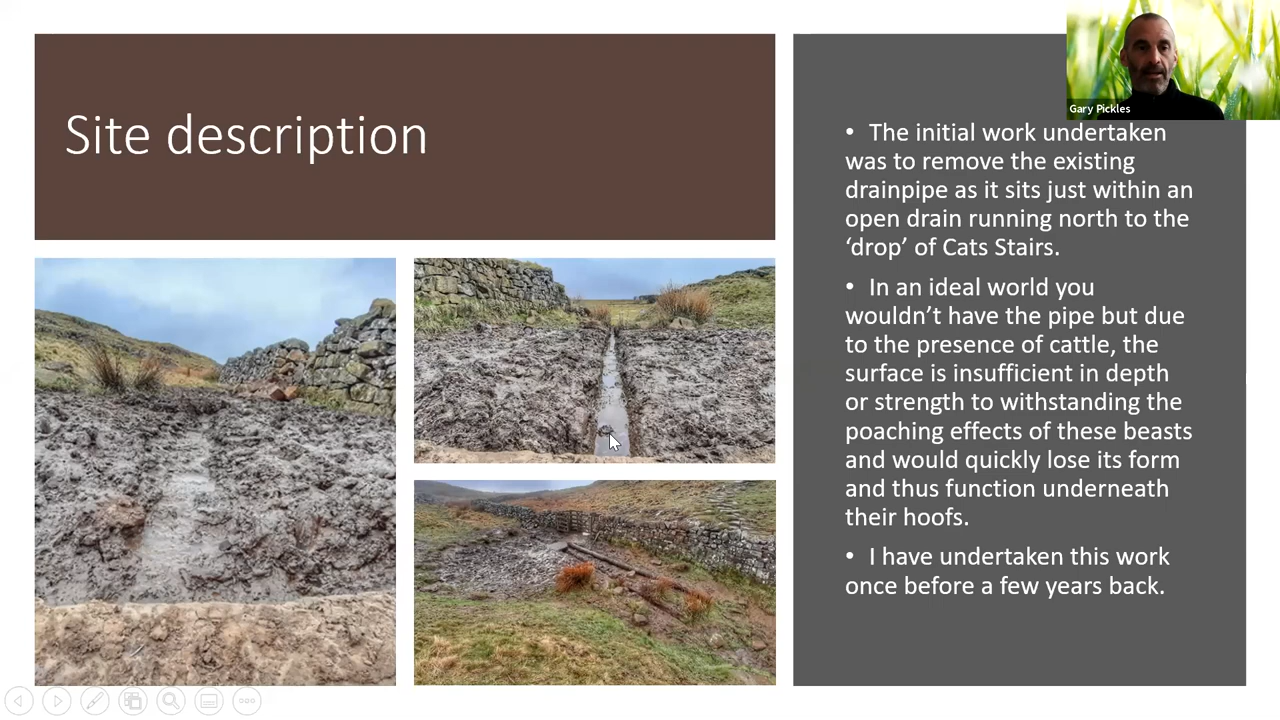 Site description
Gary Pickles
• The initial work undertaken
was to remove the existing
drainpipe as it sits just within an
open drain running north to the
‘drop’ of Cats Stairs.
• In an ideal world you
wouldn’t have the pipe but due
to the presence of cattle, the
surface is insufficient in depth
or strength to withstanding the
poaching effects of these beasts
and would quickly lose its form
and thus function underneath
their hoofs.
• I have undertaken this work
once before a few years back.